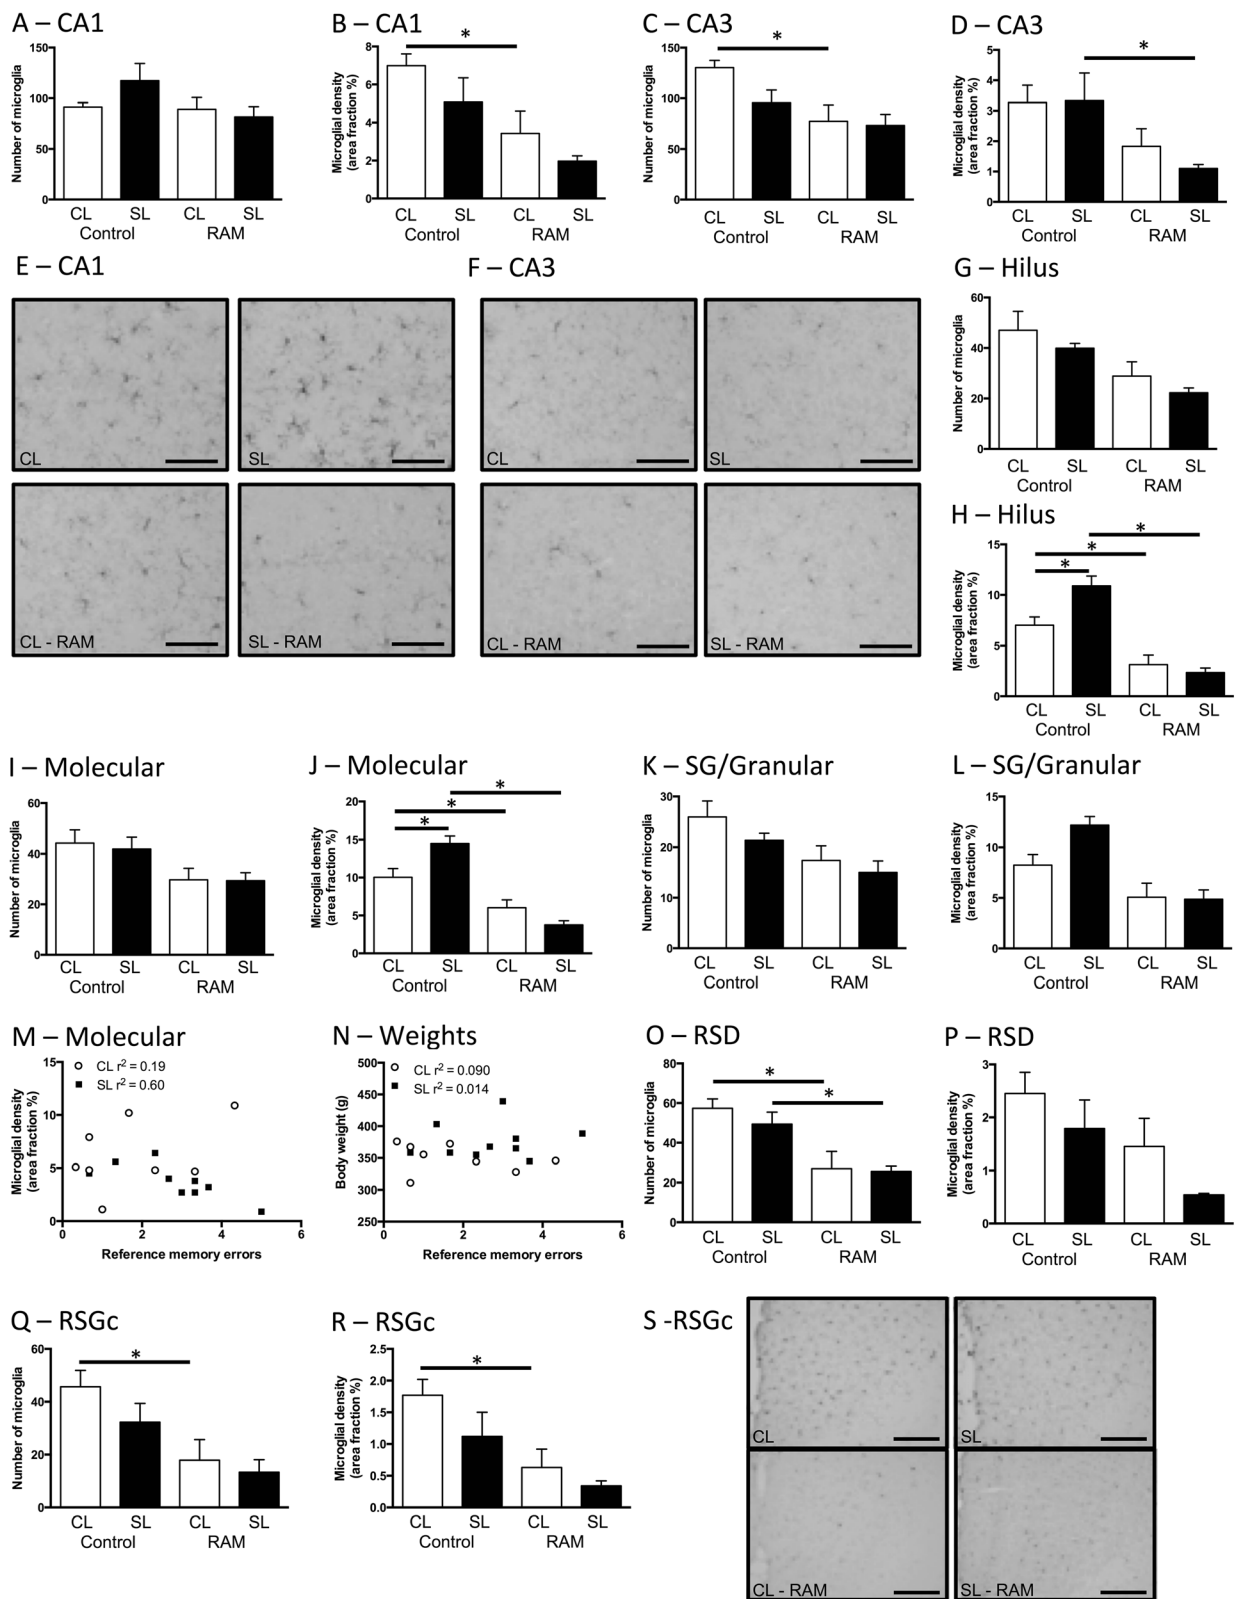 A – CA1
*
150
100
50
0
Number of microglia
CL SL CL SL
Control RAM
B – CA1
*
8
6
4
2
0
Microglial density
(area fraction %)
CL SL CL SL
Control RAM
C – CA3
*
150
100
50
0
Number of microglia
CL SL CL SL
Control RAM
D – CA3
*
5
4
3
2
1
0
Microglial density
(area fraction %)
CL SL CL SL
Control RAM
E – CA1
CL
SL
CL - RAM
SL - RAM
F – CA3
CL
SL
CL - RAM
SL - RAM
G – Hilus
60
40
20
0
Number of microglia
CL SL CL SL
Control RAM
H – Hilus
*
*
*
15
10
5
0
Microglial density
(area fraction %)
CL SL CL SL
Control RAM
I – Molecular
60
40
20
0
Number of microglia
CL SL CL SL
Control RAM
J – Molecular
*
*
*
20
15
10
5
0
Microglial density
(area fraction %)
CL SL CL SL
Control RAM
K – SG/Granular
30
20
10
0
Number of microglia
CL SL CL SL
Control RAM
L – SG/Granular
15
10
5
0
Microglial density
(area fraction %)
CL SL CL SL
Control RAM
M – Molecular
CL r² = 0.19
SL r² = 0.60
15
10
5
0
Microglial density
(area fraction %)
0 2 4 6
Reference memory errors
N – Weights
CL r² = 0.090
SL r² = 0.014
500
450
400
350
300
250
Body weight (g)
0 2 4 6
Reference memory errors
O – RSD
*
*
80
60
40
20
0
Number of microglia
CL SL CL SL
Control RAM
P – RSD
3
2
1
0
Microglial density
(area fraction %)
CL SL CL SL
Control RAM
Q – RSGc
*
60
40
20
0
Number of microglia
CL SL CL SL
Control RAM
R – RSGc
*
2.5
2.0
1.5
1.0
0.5
0.0
Microglial density
(area fraction %)
CL SL CL SL
Control RAM
S -RSGc
CL
SL
CL - RAM
SL - RAM